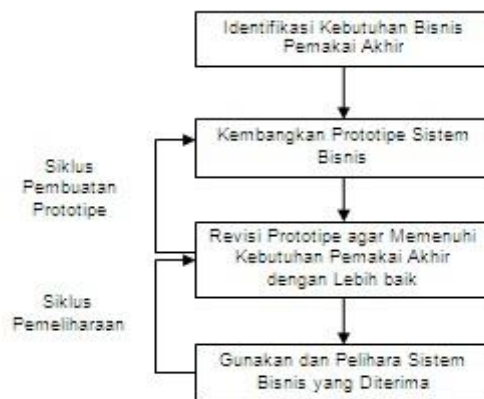 Identifikasi Kebutuhan Bisnis
Pemakai Akhir
Kembangkan Prototipe Sistem
Bisnis
Siklus
Pembuatan
Prototipe
Revisi Prototipe agar Memenuhi
Kebutuhan Pemakai Akhir
dengan Lebih baik
Siklus
Pemeliharaan
Gunakan dan Pelihara Sistem
Bisnis yang Diterima